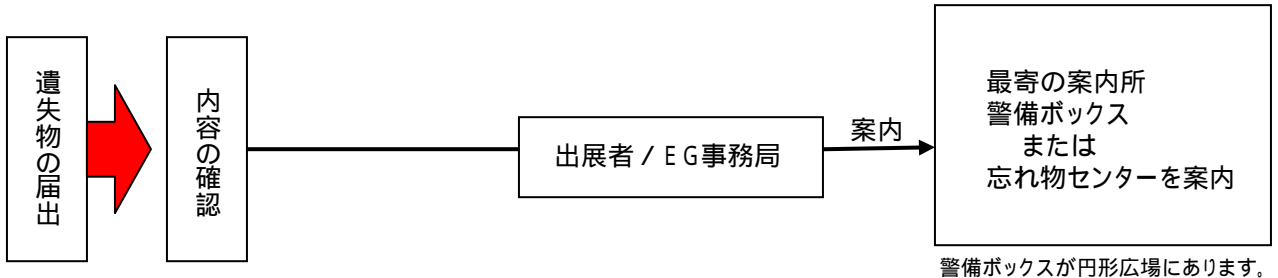 遺失物の届出
内容の確認
出展者／ＥＧ事務局
案内
最寄の案内所
警備ボックス
または
忘れ物センターを案内
警備ボックスが円形広場にあります。